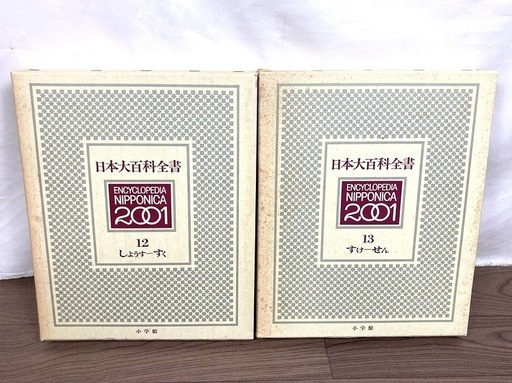 日本大百科全書
ENCYCLOPEDIA
NIPPONICA
2001
12
しょうすーすく
小学館
日本大百科全書
ENCYCLOPEDIA
NIPPONICA
2001
13
すけーせん
小学館